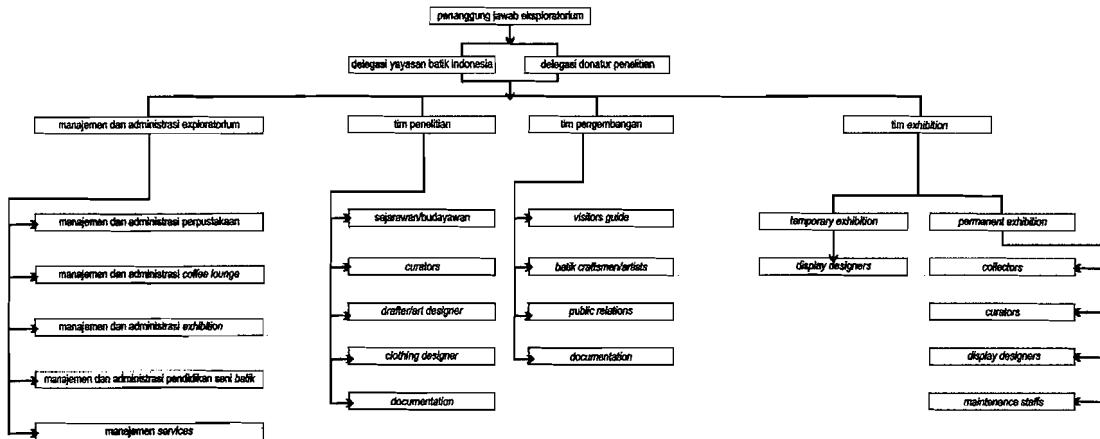 penanggung jawab eksploratorium
delegasi yayasan batik indonesia
delegasi donatur penelitian
manajemen dan administrasi exploratorium
tim penelitian
tim pengembangan
tim exhibition
manajemen dan administrasi perpustakaan
manajemen dan administrasi coffee lounge
manajemen dan administrasi exhibition
manajemen dan administrasi pendidikan seni batik
manajemen services
sejarawan/budayawan
curators
drafter/art designer
clothing designer
documentation
visitors guide
batik craftsmen/artists
public relations
documentation
temporary exhibition
display designers
permanent exhibition
collectors
curators
display designers
maintenance staffs